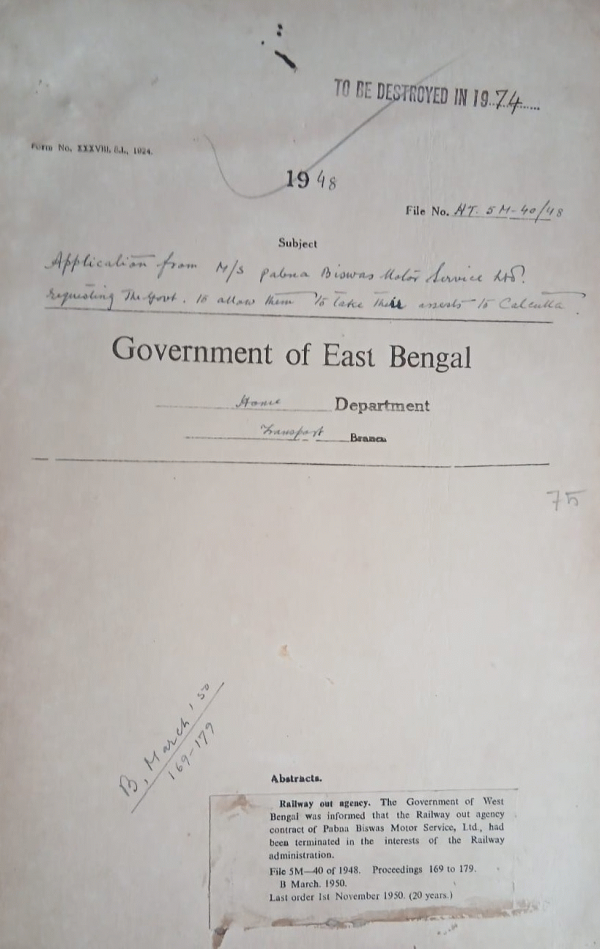 TO BE DESTROYED IN 1974
Form No. XXXVIII, S.I., 1924.
1948
File No. HT. 5M-40/48
Subject
Application from M/s Pabna Biswas Motor Service Ltd.
requesting The Govt. to allow them to take their assests to Calcutta.
Government of East Bengal
Home Department
Transport Branch
75
B, March '50
169-179
Abstracts.
Railway out agency. The Government of West
Bengal was informed that the Railway out agency
contract of Pabna Biswas Motor Service, Ltd., had
been terminated in the interests of the Railway
administration.
File 5M—40 of 1948. Proceedings 169 to 179.
B March. 1950.
Last order 1st November 1950. (20 years.)